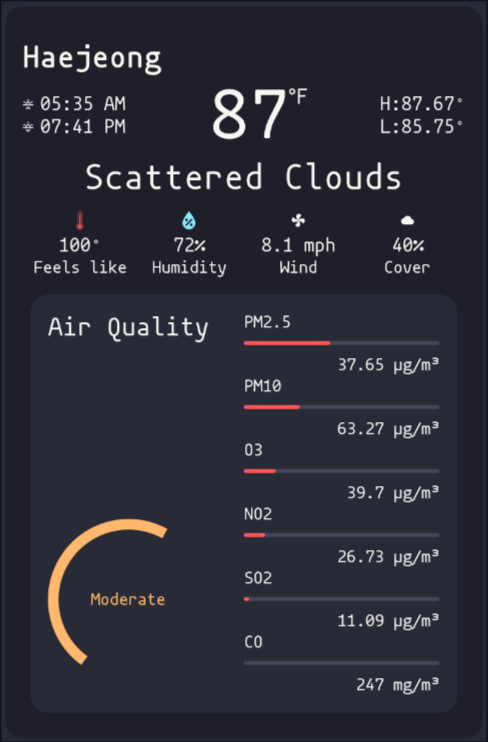 Haejeong
05:35 AM
07:41 PM
87°F
H:87.67°
L:85.75°
Scattered Clouds
100° 72% 8.1 mph 40%
Feels like Humidity Wind Cover
Air Quality
Moderate
PM2.5
37.65 µg/m³
PM10
63.27 µg/m³
O3
39.7 µg/m³
NO2
26.73 µg/m³
SO2
11.09 µg/m³
CO
247 mg/m³